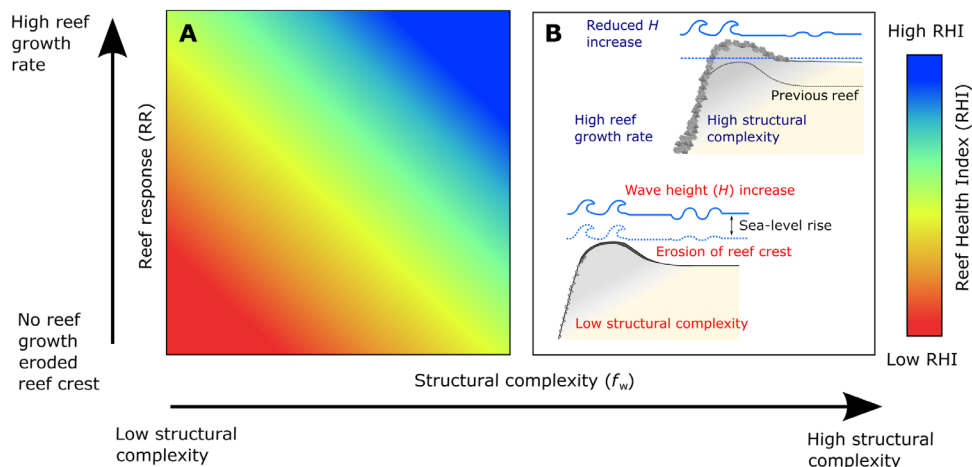 High reef
growth
rate
A
B
Reduced H
increase
High RHI
Previous reef
High reef
growth rate
High structural
complexity
Reef response (RR)
Wave height (H) increase
Sea-level rise
Erosion of reef crest
Low structural complexity
Reef Health Index (RHI)
No reef
growth
eroded
reef crest
Low RHI
Structural complexity (fw)
Low structural
complexity
High structural
complexity